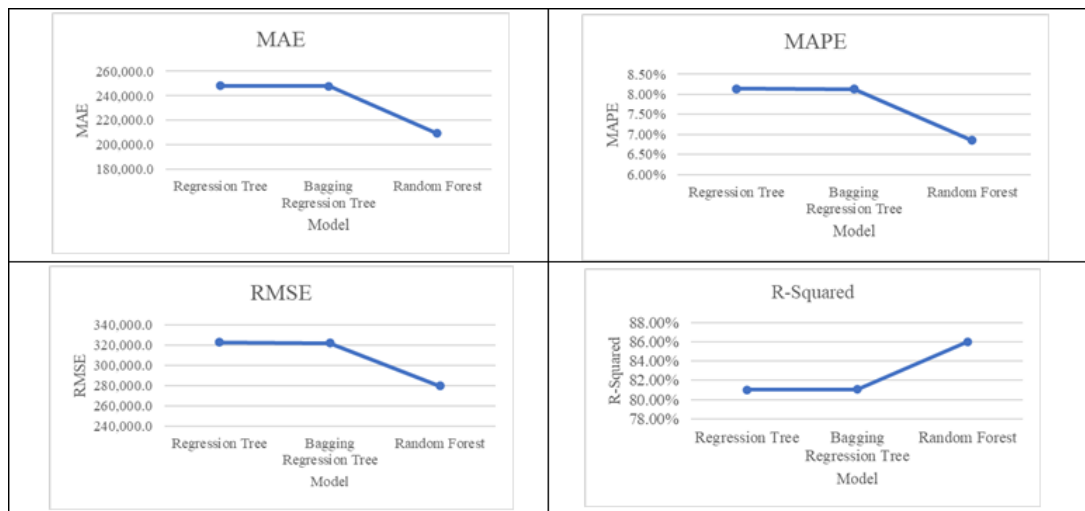 MAE
260,000.0
240,000.0
220,000.0
200,000.0
180,000.0
MAE
Regression Tree
Bagging
Regression Tree
Random Forest
Model
MAPE
8.50%
8.00%
7.50%
7.00%
6.50%
6.00%
MAPE
Regression Tree
Bagging
Regression Tree
Random Forest
Model
RMSE
340,000.0
320,000.0
300,000.0
280,000.0
260,000.0
240,000.0
RMSE
Regression Tree
Bagging
Regression Tree
Random Forest
Model
R-Squared
88.00%
86.00%
84.00%
82.00%
80.00%
78.00%
R-Squared
Regression Tree
Bagging
Regression Tree
Random Forest
Model